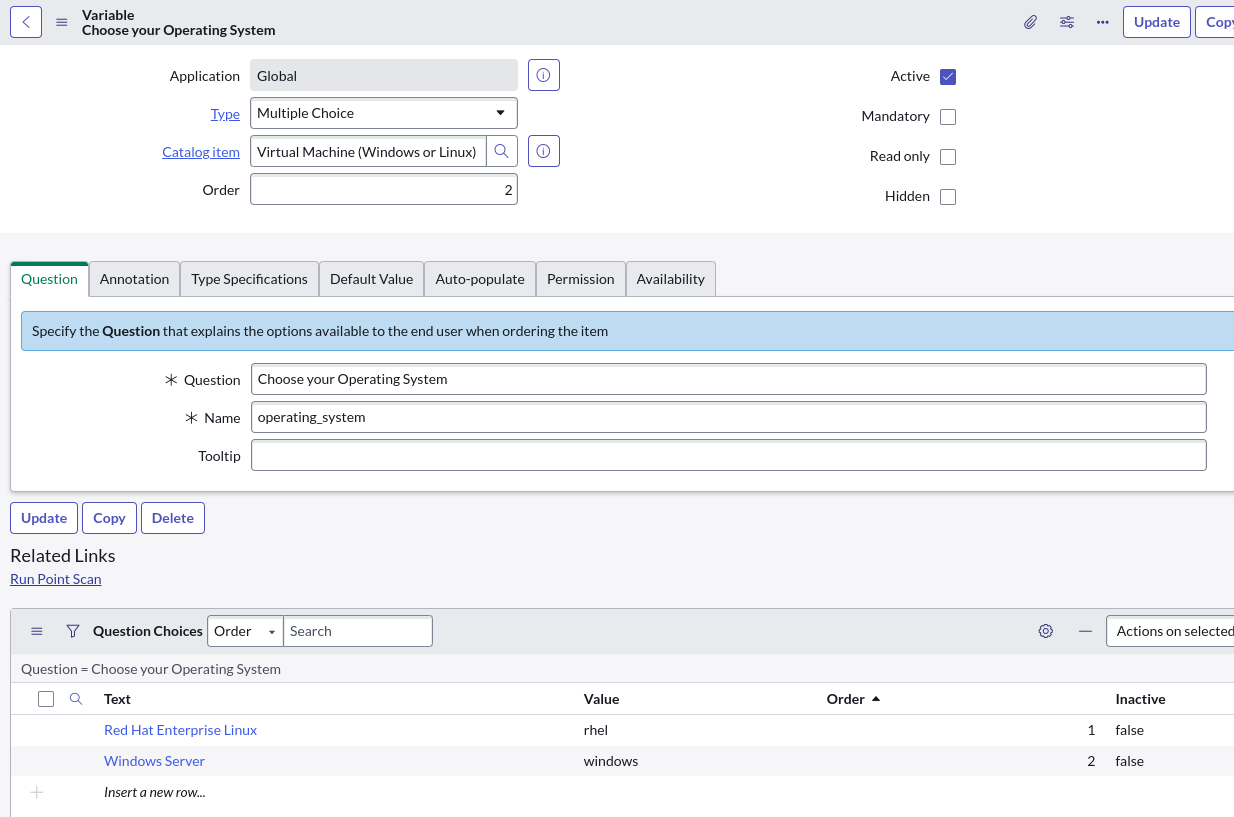 Variable
Choose your Operating System
Update
Copy
Application
Global
Active
Type
Multiple Choice
Mandatory
Catalog item
Virtual Machine (Windows or Linux)
Read only
Order
2
Hidden
Question
Annotation
Type Specifications
Default Value
Auto-populate
Permission
Availability
Specify the Question that explains the options available to the end user when ordering the item
* Question
Choose your Operating System
* Name
operating_system
Tooltip
Update
Copy
Delete
Related Links
Run Point Scan
Question Choices
Order
Search
Actions on selected
Question = Choose your Operating System
Text
Value
Order
Inactive
Red Hat Enterprise Linux
rhel
1
false
Windows Server
windows
2
false
Insert a new row...